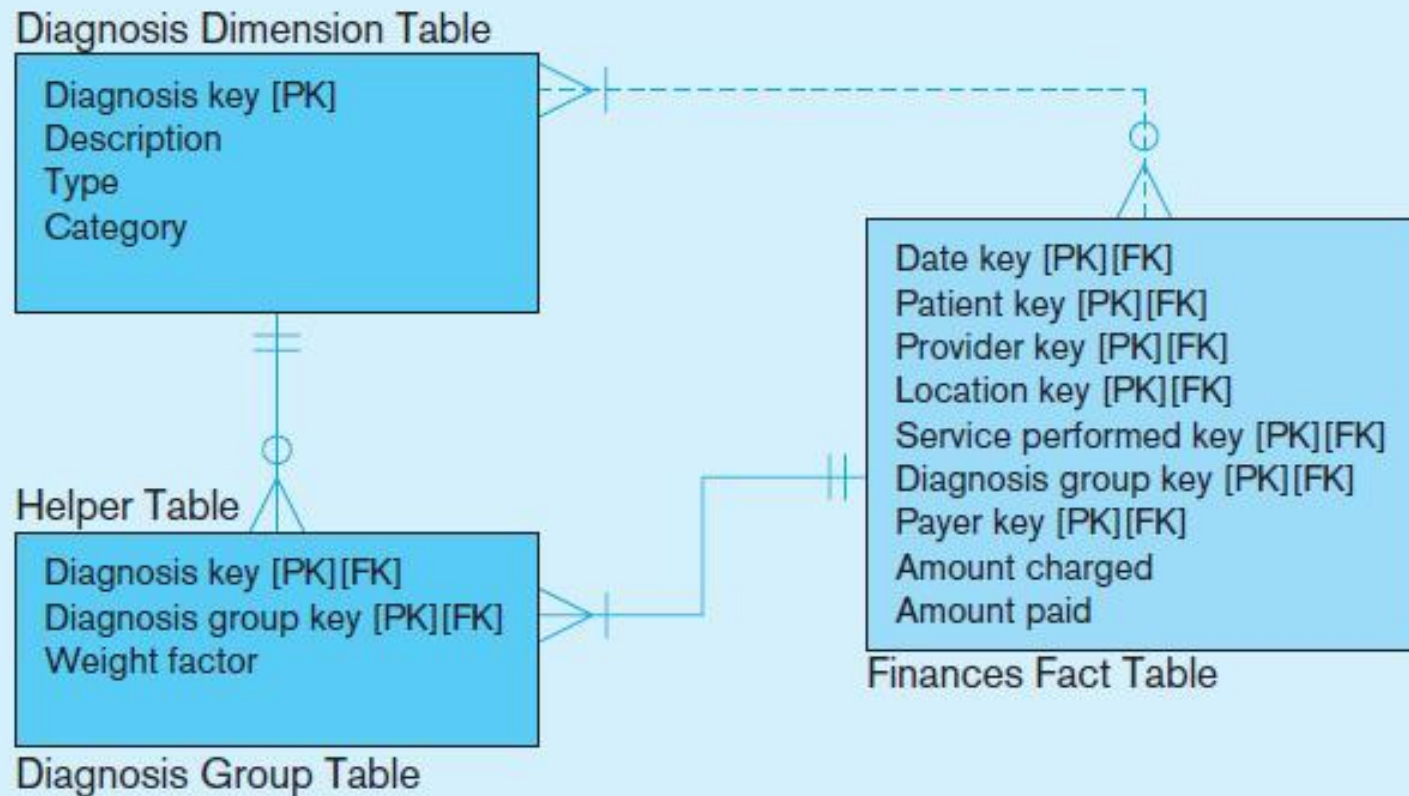 Diagnosis Dimension Table
Diagnosis key [PK]
Description
Type
Category
Helper Table
Diagnosis key [PK][FK]
Diagnosis group key [PK][FK]
Weight factor
Diagnosis Group Table
Date key [PK][FK]
Patient key [PK][FK]
Provider key [PK][FK]
Location key [PK][FK]
Service performed key [PK][FK]
Diagnosis group key [PK][FK]
Payer key [PK][FK]
Amount charged
Amount paid
Finances Fact Table